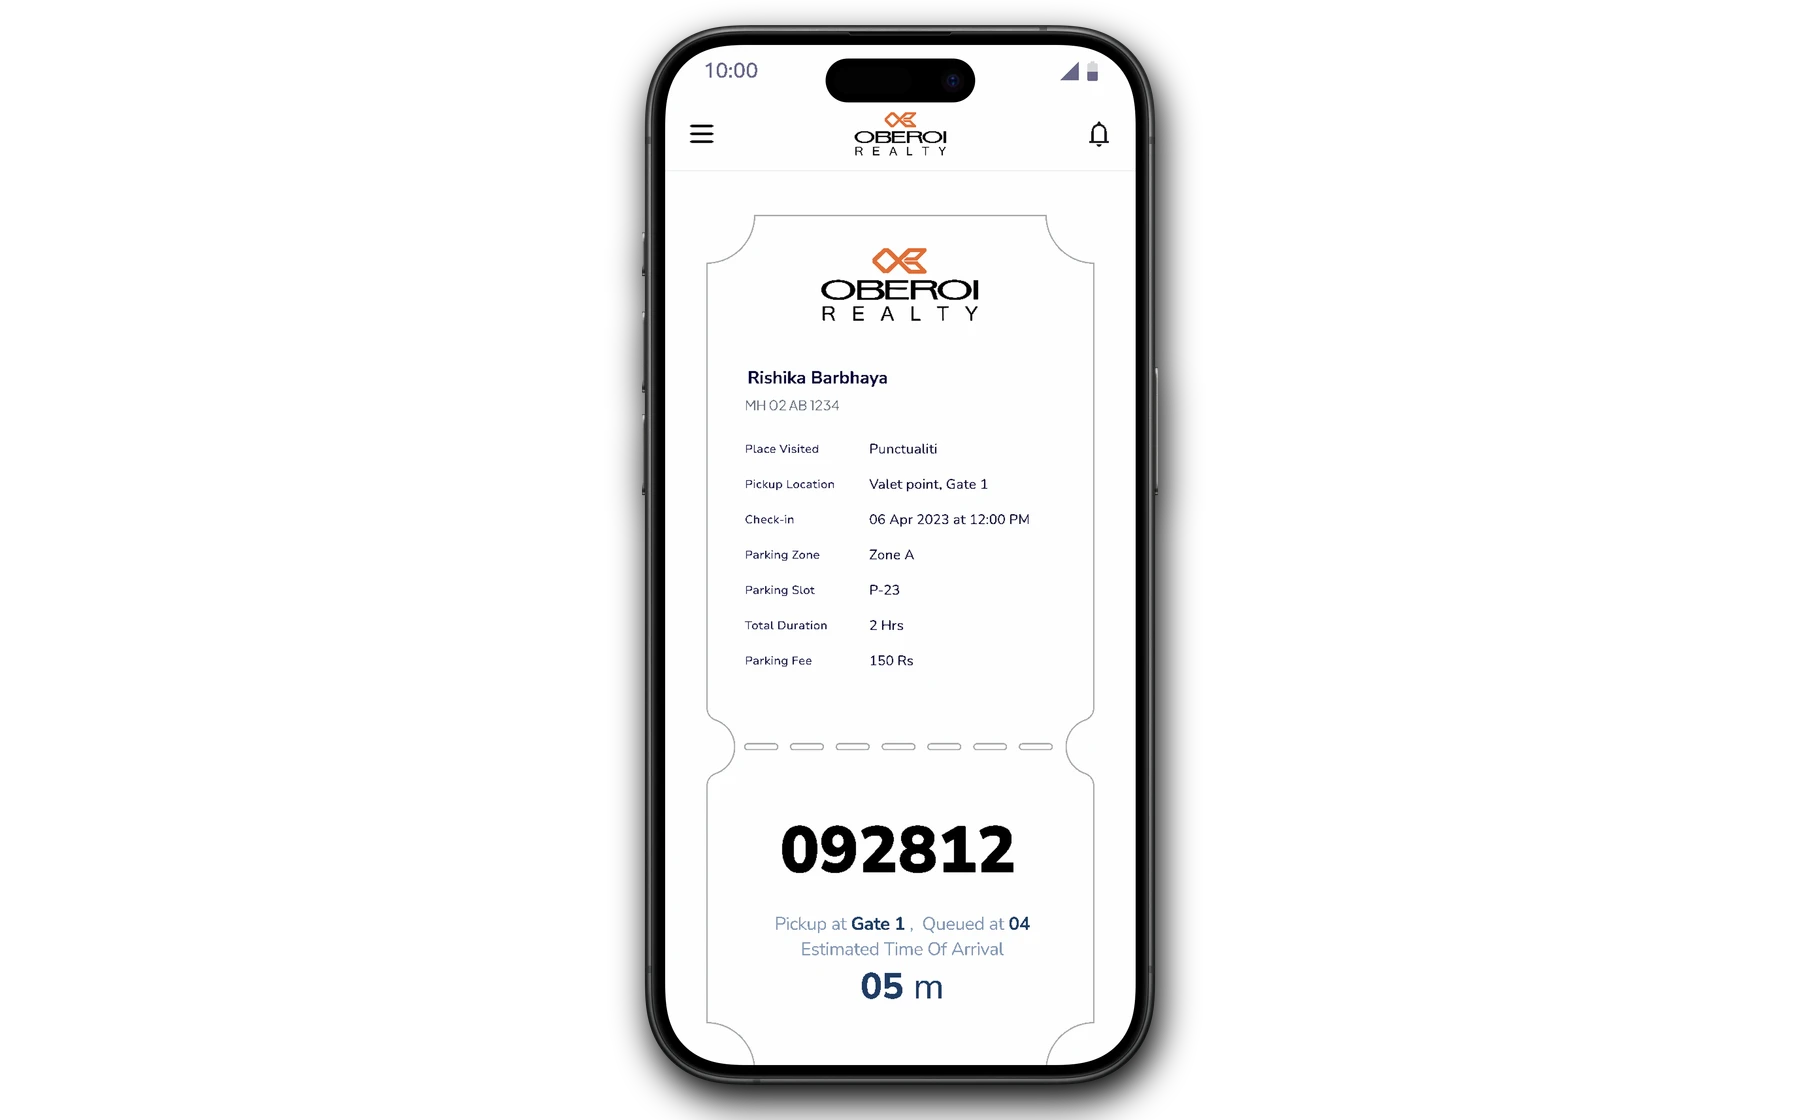 10:00
OBEROI
REALTY
OBEROI
REALTY
Rishika Barbhaya
MH 02 AB 1234
Place Visited Punctualiti
Pickup Location Valet point, Gate 1
Check-in 06 Apr 2023 at 12:00 PM
Parking Zone Zone A
Parking Slot P-23
Total Duration 2 Hrs
Parking Fee 150 Rs
092812
Pickup at Gate 1 , Queued at 04
Estimated Time Of Arrival
05 m